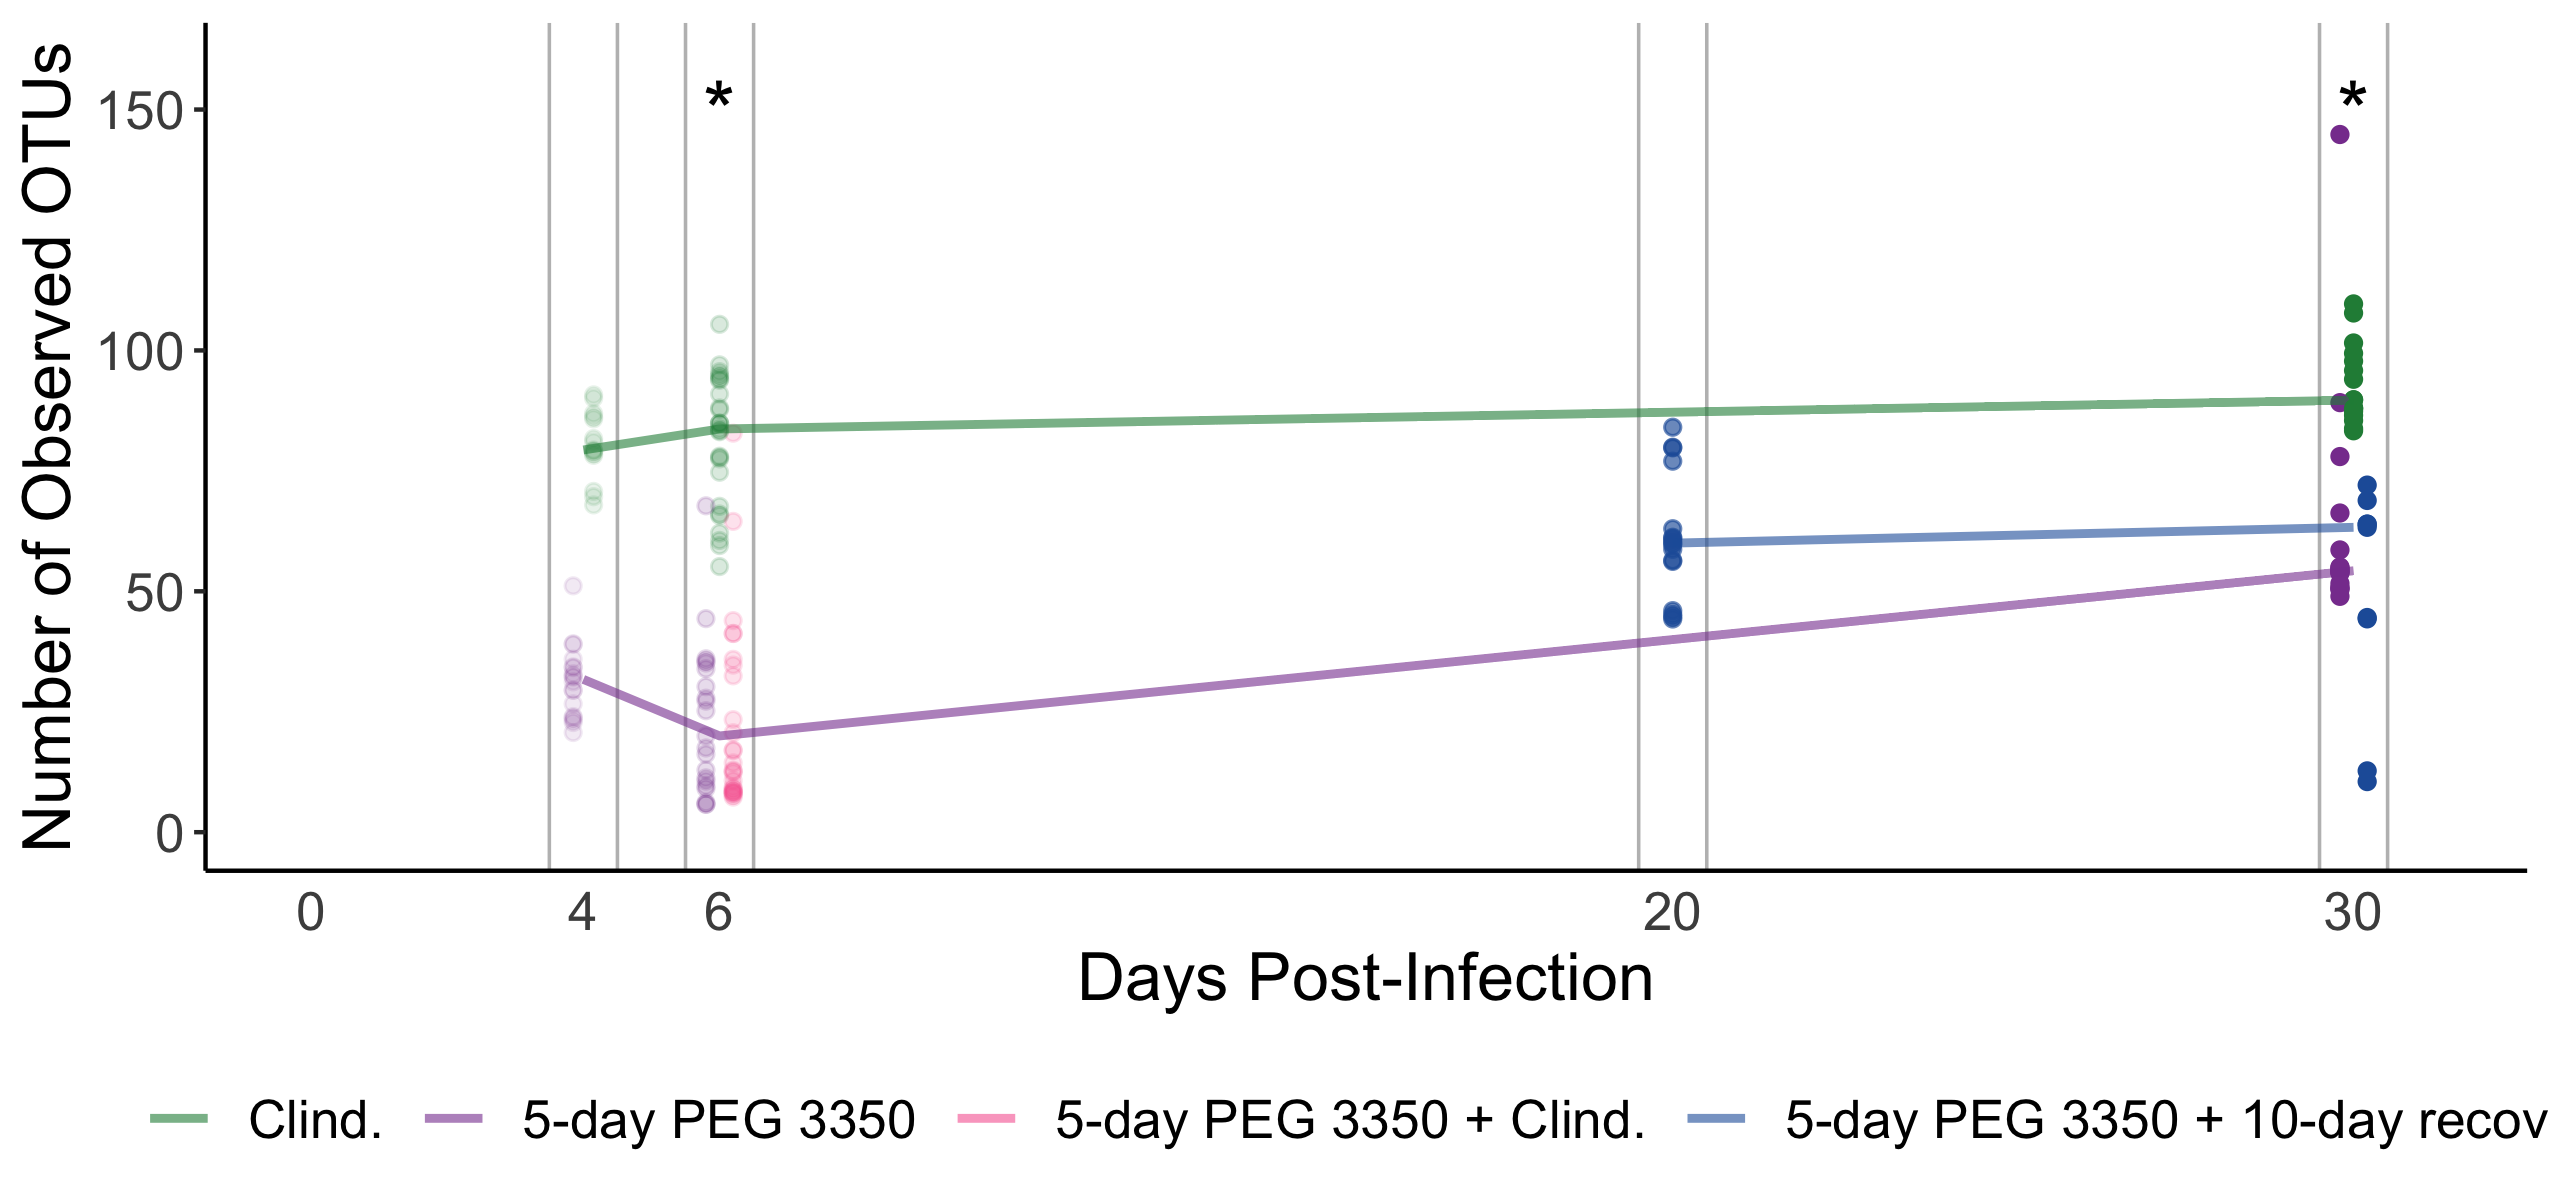 Number of Observed OTUs
150
100
50
0
*
*
0 4 6 20 30
Days Post-Infection
Clind. 5-day PEG 3350 5-day PEG 3350 + Clind. 5-day PEG 3350 + 10-day recov